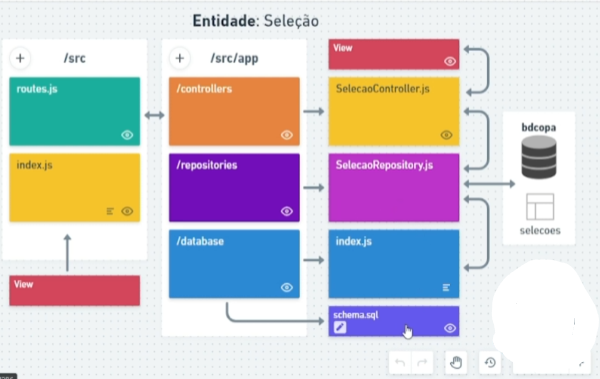 Entidade: Seleção
/src
/src/app
View
routes.js
/controllers
SelecaoController.js
bdcopa
index.js
/repositories
SelecaoRepository.js
selecoes
/database
index.js
View
schema.sql